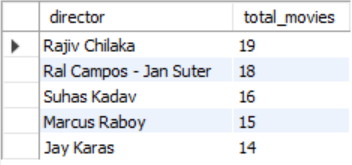 director total_movies
Rajiv Chilaka 19
Ral Campos - Jan Suter 18
Suhas Kadav 16
Marcus Raboy 15
Jay Karas 14